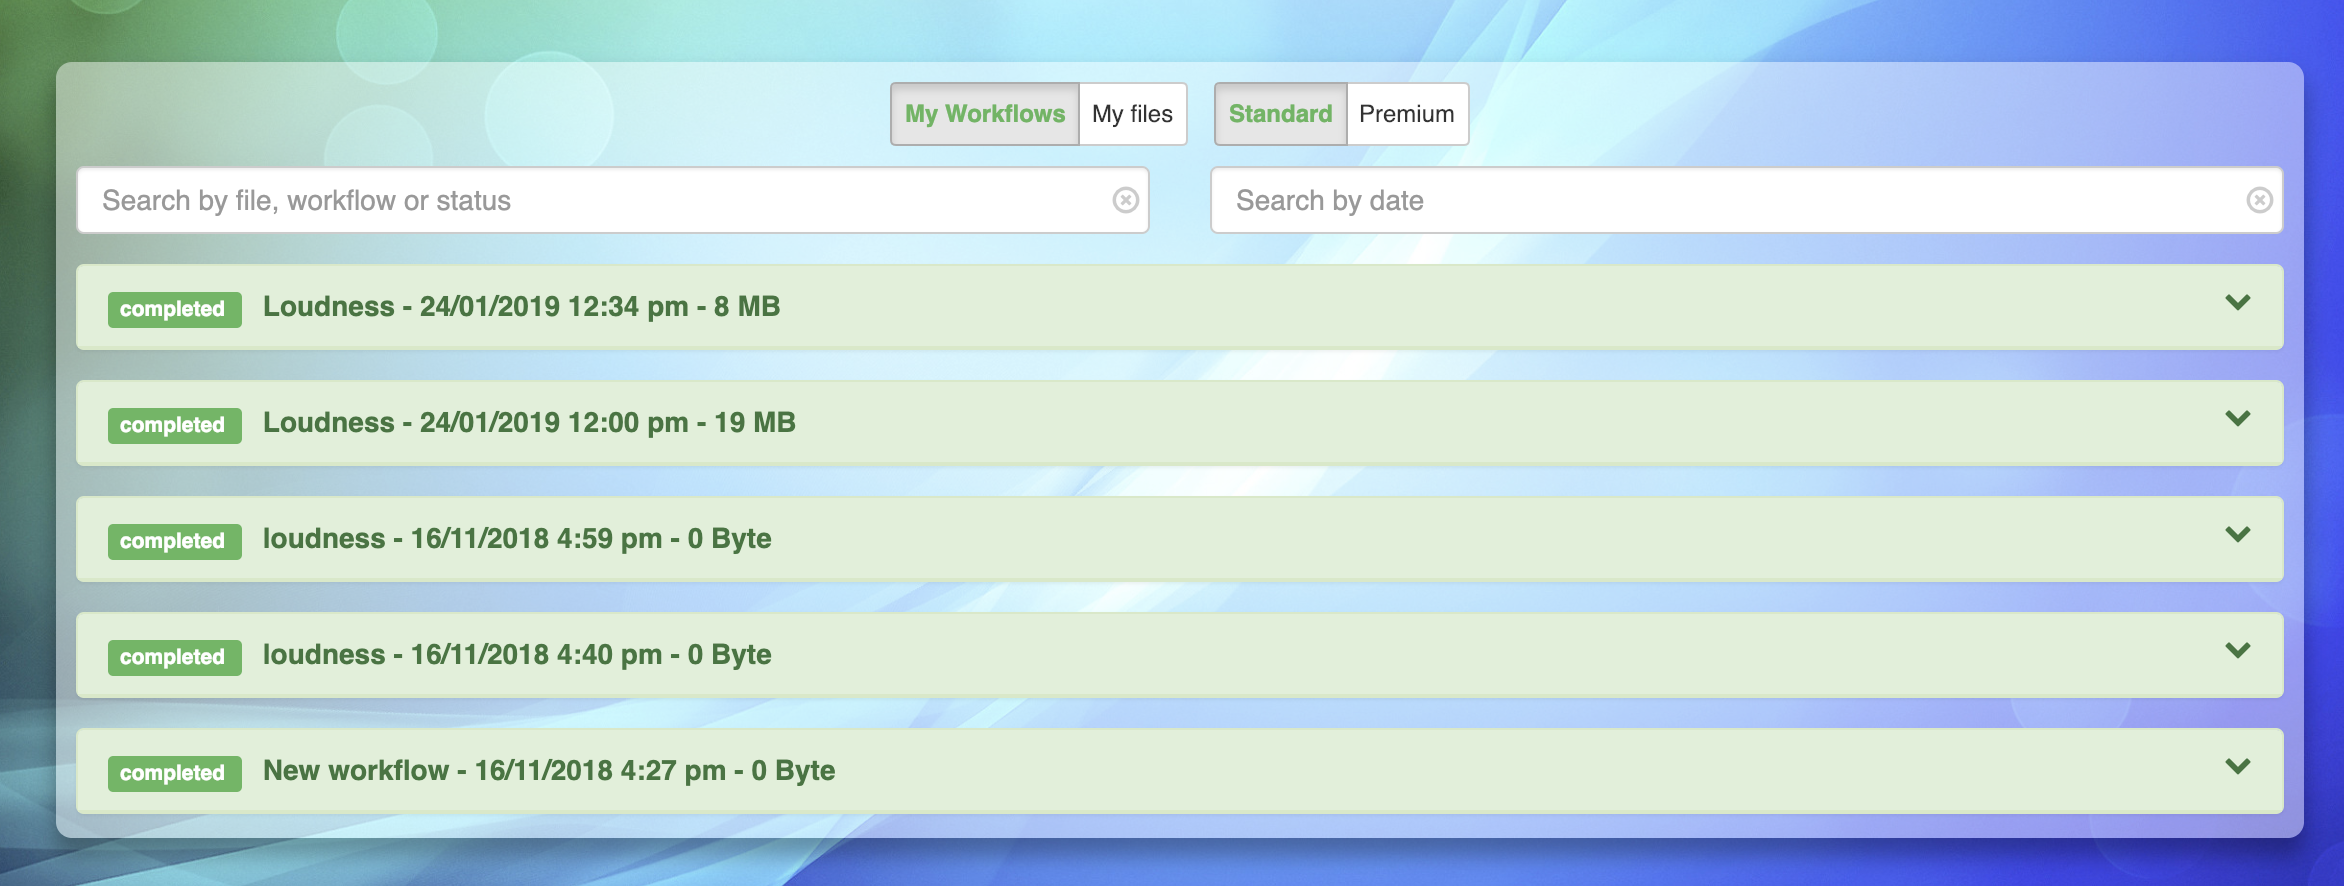 My Workflows My files Standard Premium
Search by file, workflow or status Search by date
completed Loudness - 24/01/2019 12:34 pm - 8 MB
completed Loudness - 24/01/2019 12:00 pm - 19 MB
completed loudness - 16/11/2018 4:59 pm - 0 Byte
completed loudness - 16/11/2018 4:40 pm - 0 Byte
completed New workflow - 16/11/2018 4:27 pm - 0 Byte